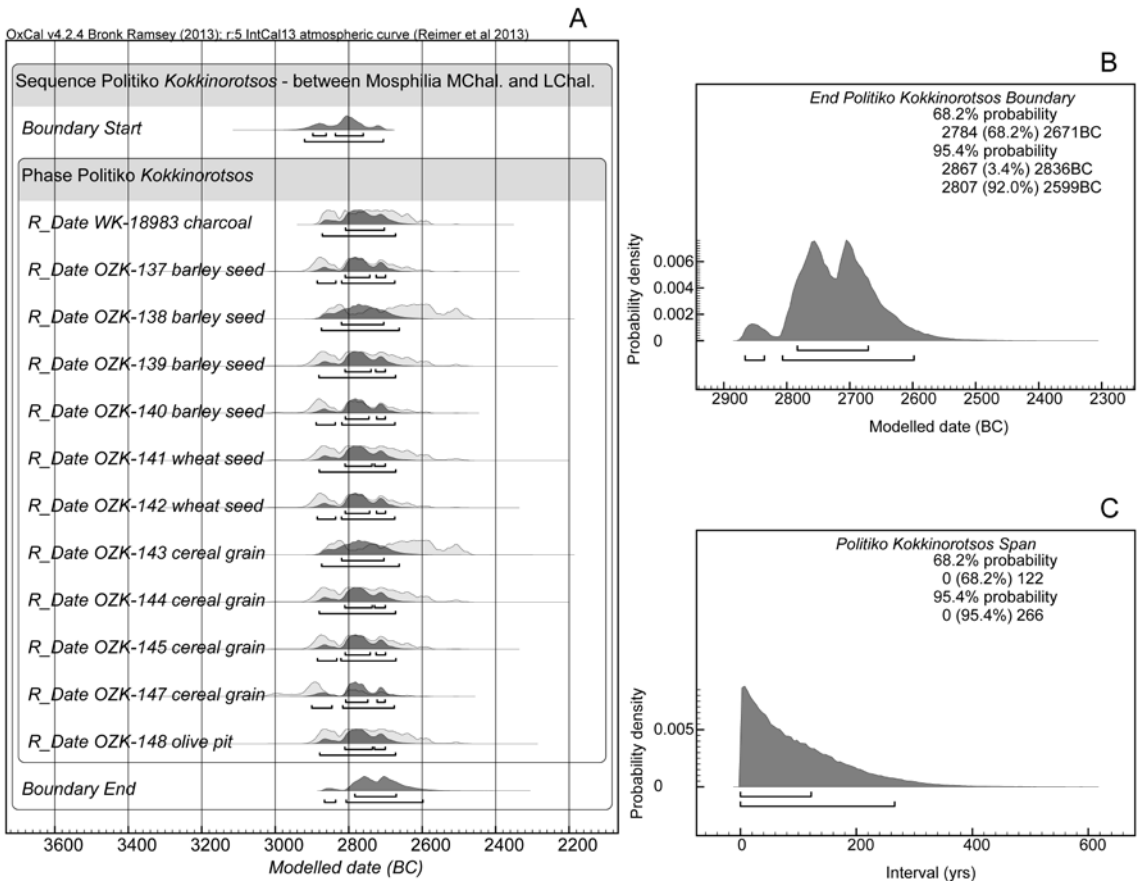 A
OxCal v4.2.4 Bronk Ramsey (2013); r:5 IntCal13 atmospheric curve (Reimer et al 2013)
Sequence Politiko Kokkinorotsos - between Mosphilia MChal. and LChal.
Boundary Start
Phase Politiko Kokkinorotsos
R_Date WK-18983 charcoal
R_Date OZK-137 barley seed
R_Date OZK-138 barley seed
R_Date OZK-139 barley seed
R_Date OZK-140 barley seed
R_Date OZK-141 wheat seed
R_Date OZK-142 wheat seed
R_Date OZK-143 cereal grain
R_Date OZK-144 cereal grain
R_Date OZK-145 cereal grain
R_Date OZK-147 cereal grain
R_Date OZK-148 olive pit
Boundary End
3600 3400 3200 3000 2800 2600 2400 2200
Modelled date (BC)
B
End Politiko Kokkinorotsos Boundary
68.2% probability
2784 (68.2%) 2671BC
95.4% probability
2867 (3.4%) 2836BC
2807 (92.0%) 2599BC
Probability density
0.006
0.004
0.002
0
2900 2800 2700 2600 2500 2400 2300
Modelled date (BC)
C
Politiko Kokkinorotsos Span
68.2% probability
0 (68.2%) 122
95.4% probability
0 (95.4%) 266
Probability density
0.005
0
0 200 400 600
Interval (yrs)